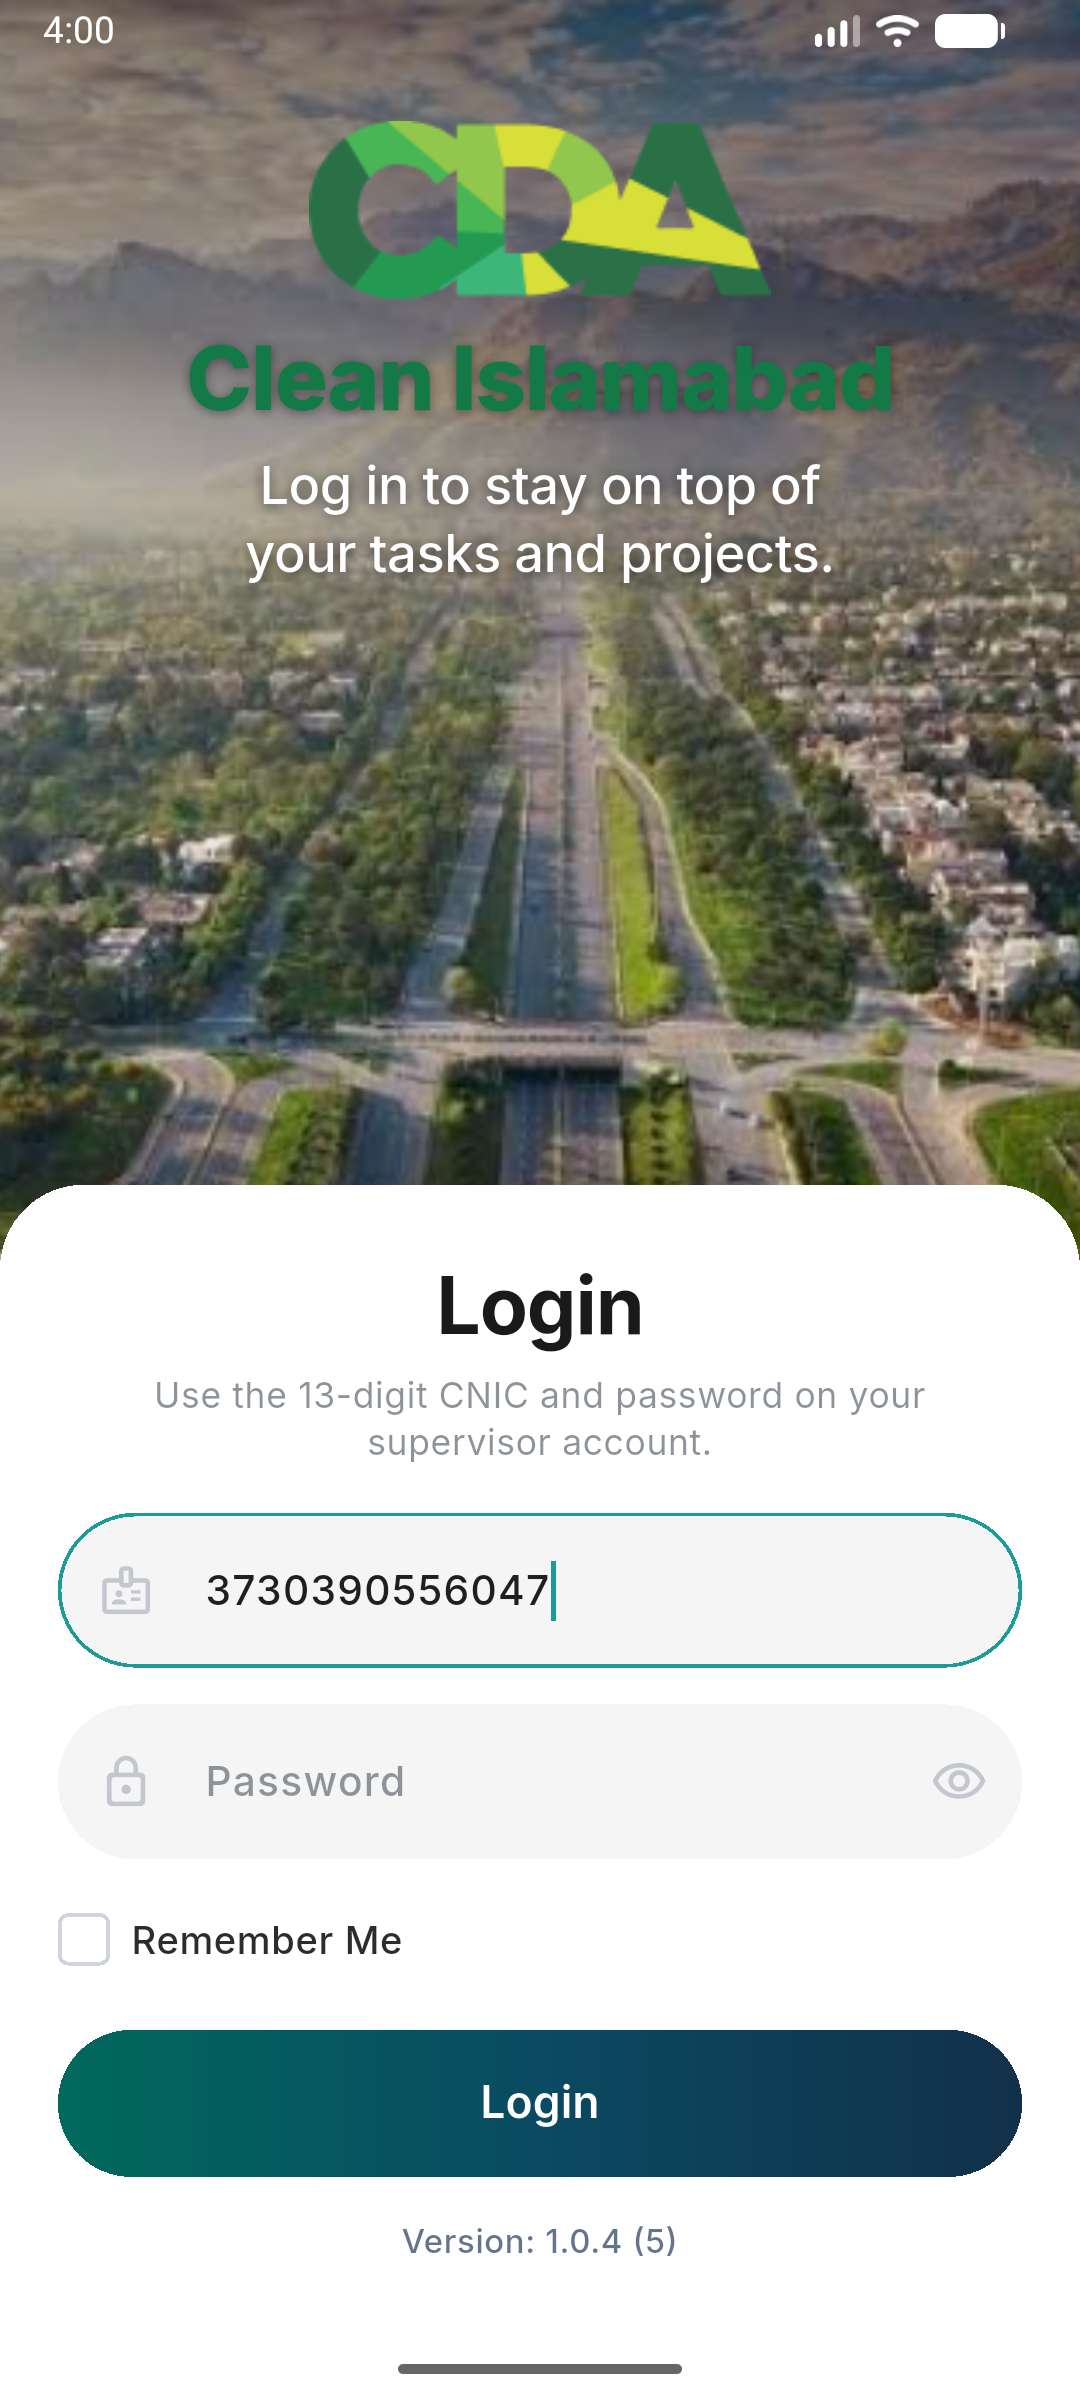 4:00
CDA
Clean Islamabad
Log in to stay on top of
your tasks and projects.
Login
Use the 13-digit CNIC and password on your
supervisor account.
3730390556047
Password
Remember Me
Login
Version: 1.0.4 (5)